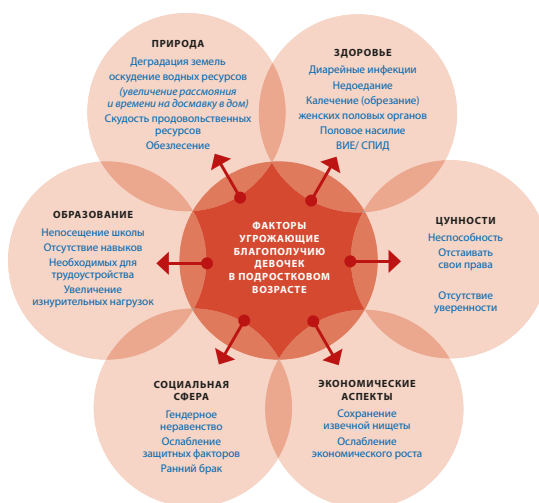 ПРИРОДА
Деградация земель
оскудение водных ресурсов
(увеличение рассмояния
и времени на досмавку в дом)
Скудость продовольственных
ресурсов
Обезлесение
ЗДОРОВЬЕ
Диарейные инфекции
Недоедание
Калечение (обрезание)
женских половых органов
Половое насилие
ВИЕ/ СПИД
ОБРАЗОВАНИЕ
Непосещение школы
Отсутствие навыков
Необходимых для
трудоустройства
Увеличение
изнурительных нагрузок
ФАКТОРЫ
УГРОЖАЮЩИЕ
БЛАГОПОЛУЧИЮ
ДЕВОЧЕК
В ПОДРОСТКОВОМ
ВОЗРАСТЕ
ЦУННОСТИ
Неспособность
Отстаивать
свои права
Отсутствие
уверенности
СОЦИАЛЬНАЯ
СФЕРА
Гендерное
неравенство
Ослабление
защитных факторов
Ранний брак
ЭКОНОМИЧЕСКИЕ
АСПЕКТЫ
Сохранение
извечной нищеты
Ослабление
экономического роста